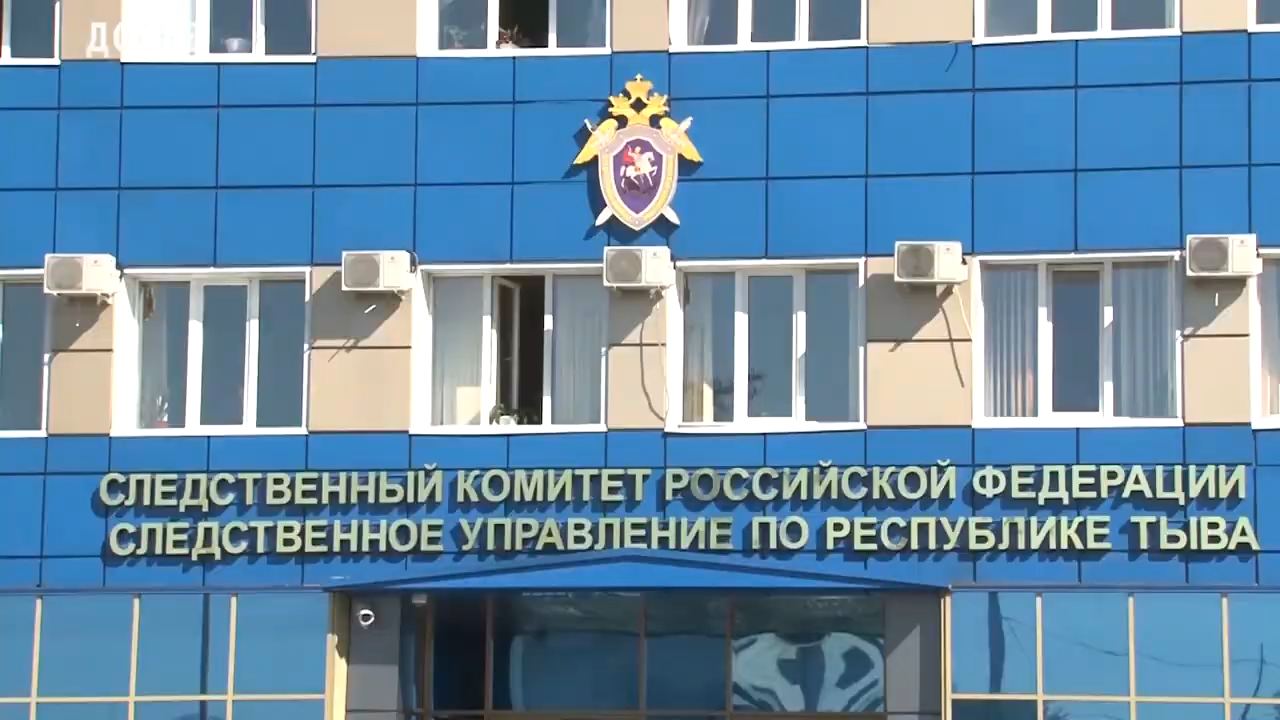 СЛЕДСТВЕННЫЙ КОМИТЕТ РОССИЙСКОЙ ФЕДЕРАЦИИ
СЛЕДСТВЕННОЕ УПРАВЛЕНИЕ ПО РЕСПУБЛИКЕ ТЫВА